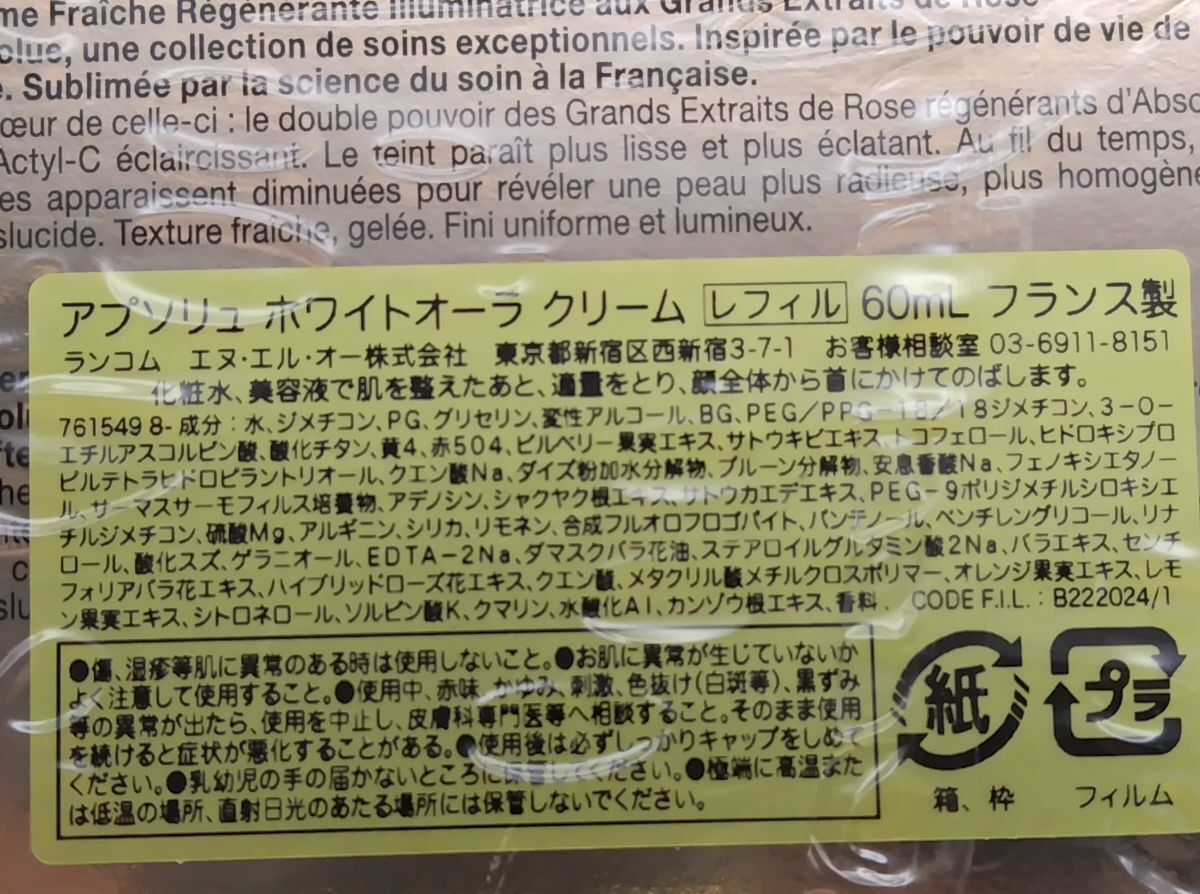 me Fraîche Régénérante Illuminatrice aux Grands Extraits de Rose
olue, une collection de soins exceptionnels. Inspirée par le pouvoir de vie de
. Sublimée par la science du soin à la Française.
cœur de celle-ci : le double pouvoir des Grands Extraits de Rose régénérants d'Abso
Actyl-C éclaircissant. Le teint paraît plus lisse et plus éclatant. Au fil du temps,
es apparaissent diminuées pour révéler une peau plus radieuse, plus homogène
slucide. Texture fraîche, gelée. Fini uniforme et lumineux.
アプソリュ ホワイトオーラ クリーム レフィル 60mL フランス製
ランコム エヌ・エル・オー株式会社 東京都新宿区西新宿3-7-1 お客様相談室 03-6911-8151
化粧水、美容液で肌を整えたあと、適量をとり、顔全体から首にかけてのばします。
761549 8- 成分：水、ジメチコン、PG、グリセリン、変性アルコール、BG、PEG/PPG-18/18ジメチコン、3-O-
エチルアスコルビン酸、酸化チタン、黄4、赤504、ビルベリー果実エキス、サトウキビエキス、トコフェロール、ヒドロキシプロ
ピルテトラヒドロピラントリオール、クエン酸Na、ダイズ粉加水分解物、プルーン分解物、安息香酸Na、フェノキシエタノー
ル、サーマスサーモフィルス培養物、アデノシン、シャクヤク根エキス、サトウカエデエキス、PEG-9ポリジメチルシロキシエ
チルジメチコン、硫酸Mg、アルギニン、シリカ、リモネン、合成フルオロフロゴパイト、パンテノール、ペンチレングリコール、リナ
ロール、酸化スズ、ゲラニオール、EDTA-2Na、ダマスクバラ花油、ステアロイルグルタミン酸2Na、バラエキス、センチ
フォリアバラ花エキス、ハイブリッドローズ花エキス、クエン酸、メタクリル酸メチルクロスポリマー、オレンジ果実エキス、レモ
ン果実エキス、シトロネロール、ソルビン酸K、クマリン、水酸化Al、カンゾウ根エキス、香料. CODE F.I.L. : B222024/1
●傷、湿疹等肌に異常のある時は使用しないこと。●お肌に異常が生じていないか
よく注意して使用すること。●使用中、赤味、かゆみ、刺激、色抜け(白斑等)、黒ずみ
等の異常が出たら、使用を中止し、皮膚科専門医等へ相談すること。そのまま使用
を続けると症状が悪化することがある。●使用後は必ずしっかりキャップをしめて
ください。●乳幼児の手の届かないところに保管してください。●極端に高温また
は低温の場所、直射日光のあたる場所には保管しないでください。
紙 プラ
箱、枠 フィルム